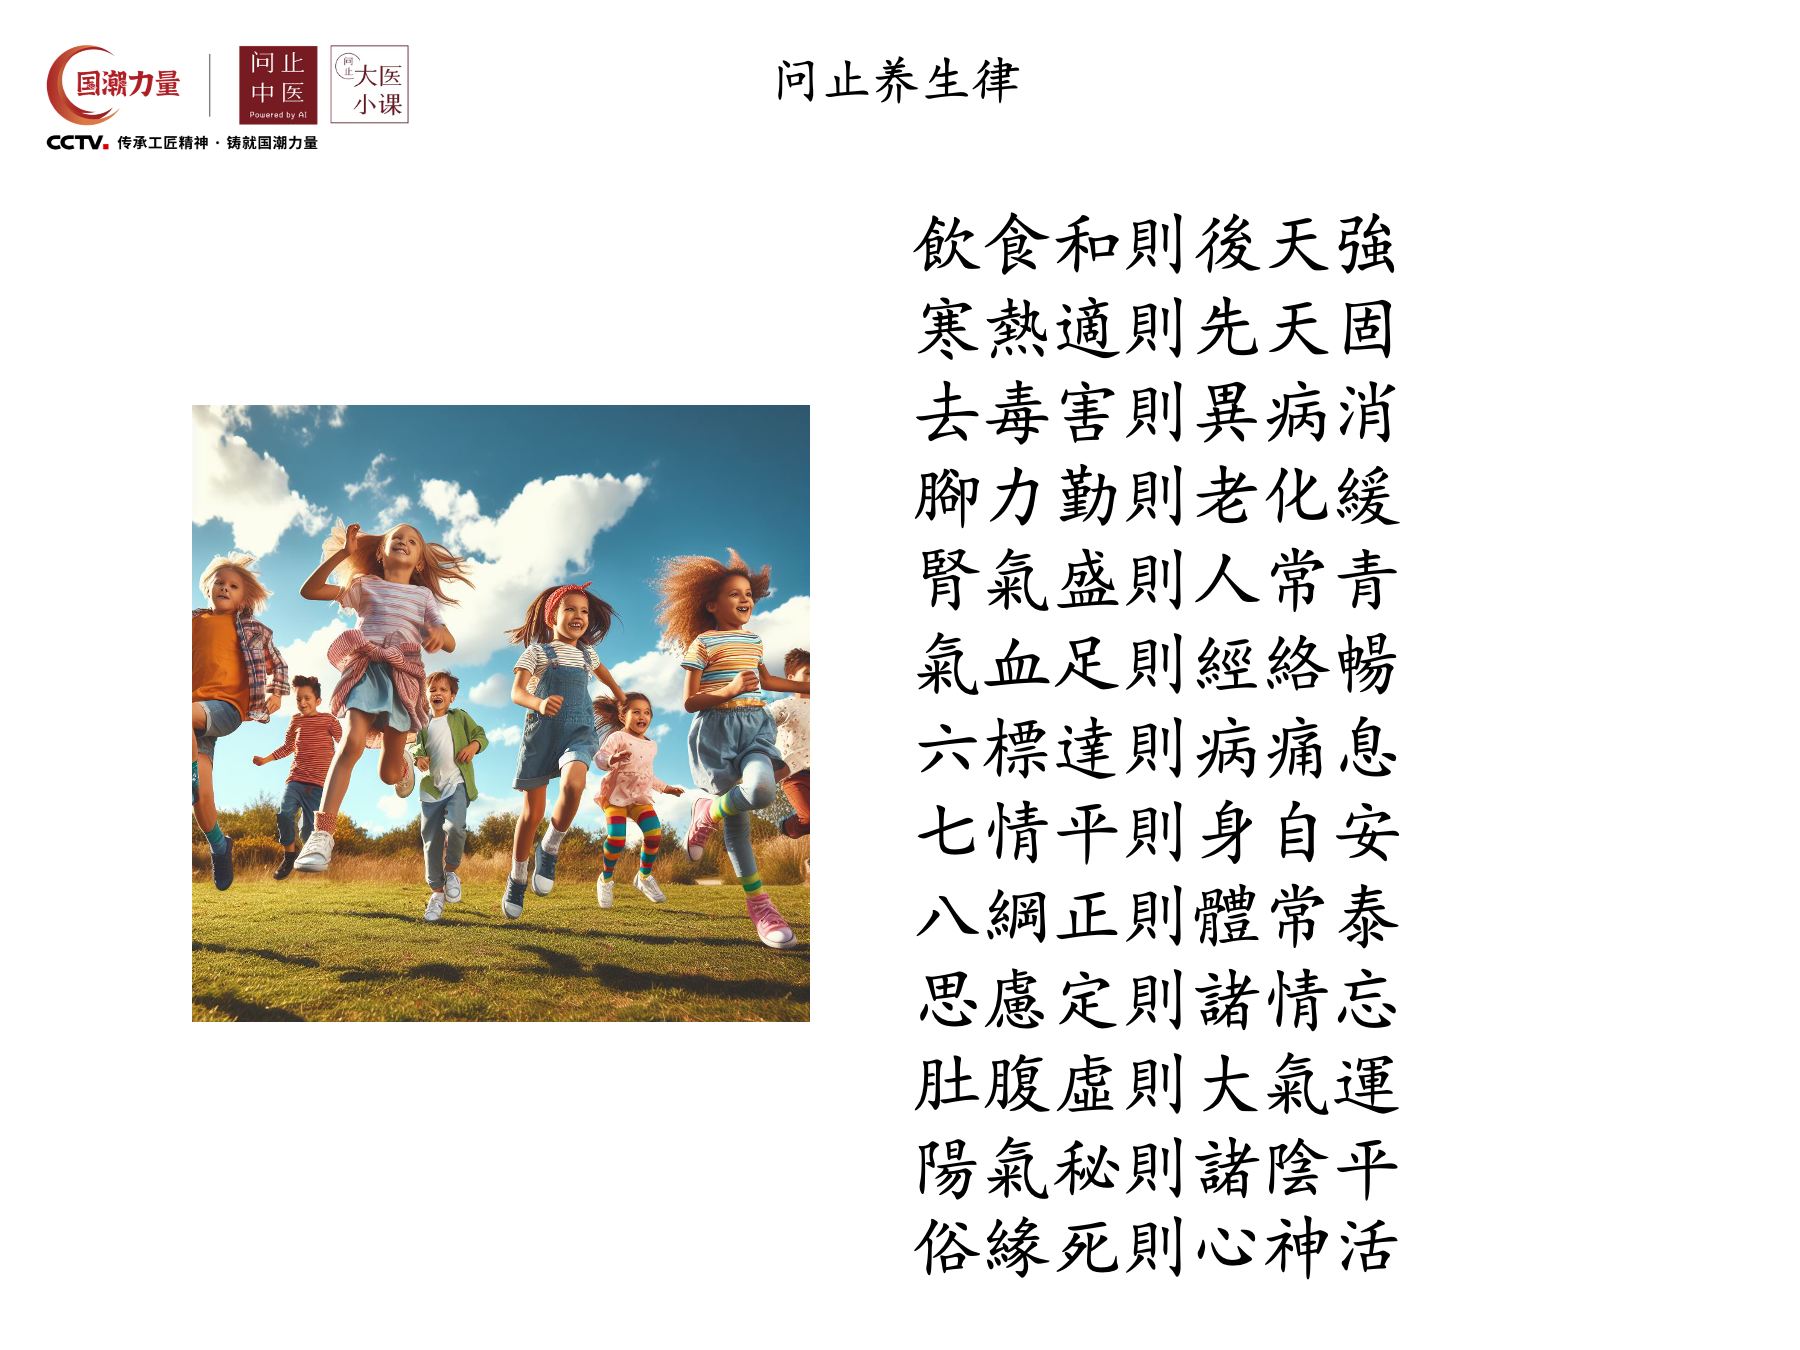 国潮力量
问止
中医
Powered by AI
问止
大医
小课
CCTV. 传承工匠精神 · 铸就国潮力量
问止养生律
飲食和則後天強
寒熱適則先天固
去毒害則異病消
腳力勤則老化緩
腎氣盛則人常青
氣血足則經絡暢
六標達則病痛息
七情平則身自安
八綱正則體常泰
思慮定則諸情忘
肚腹虛則大氣運
陽氣秘則諸陰平
俗緣死則心神活